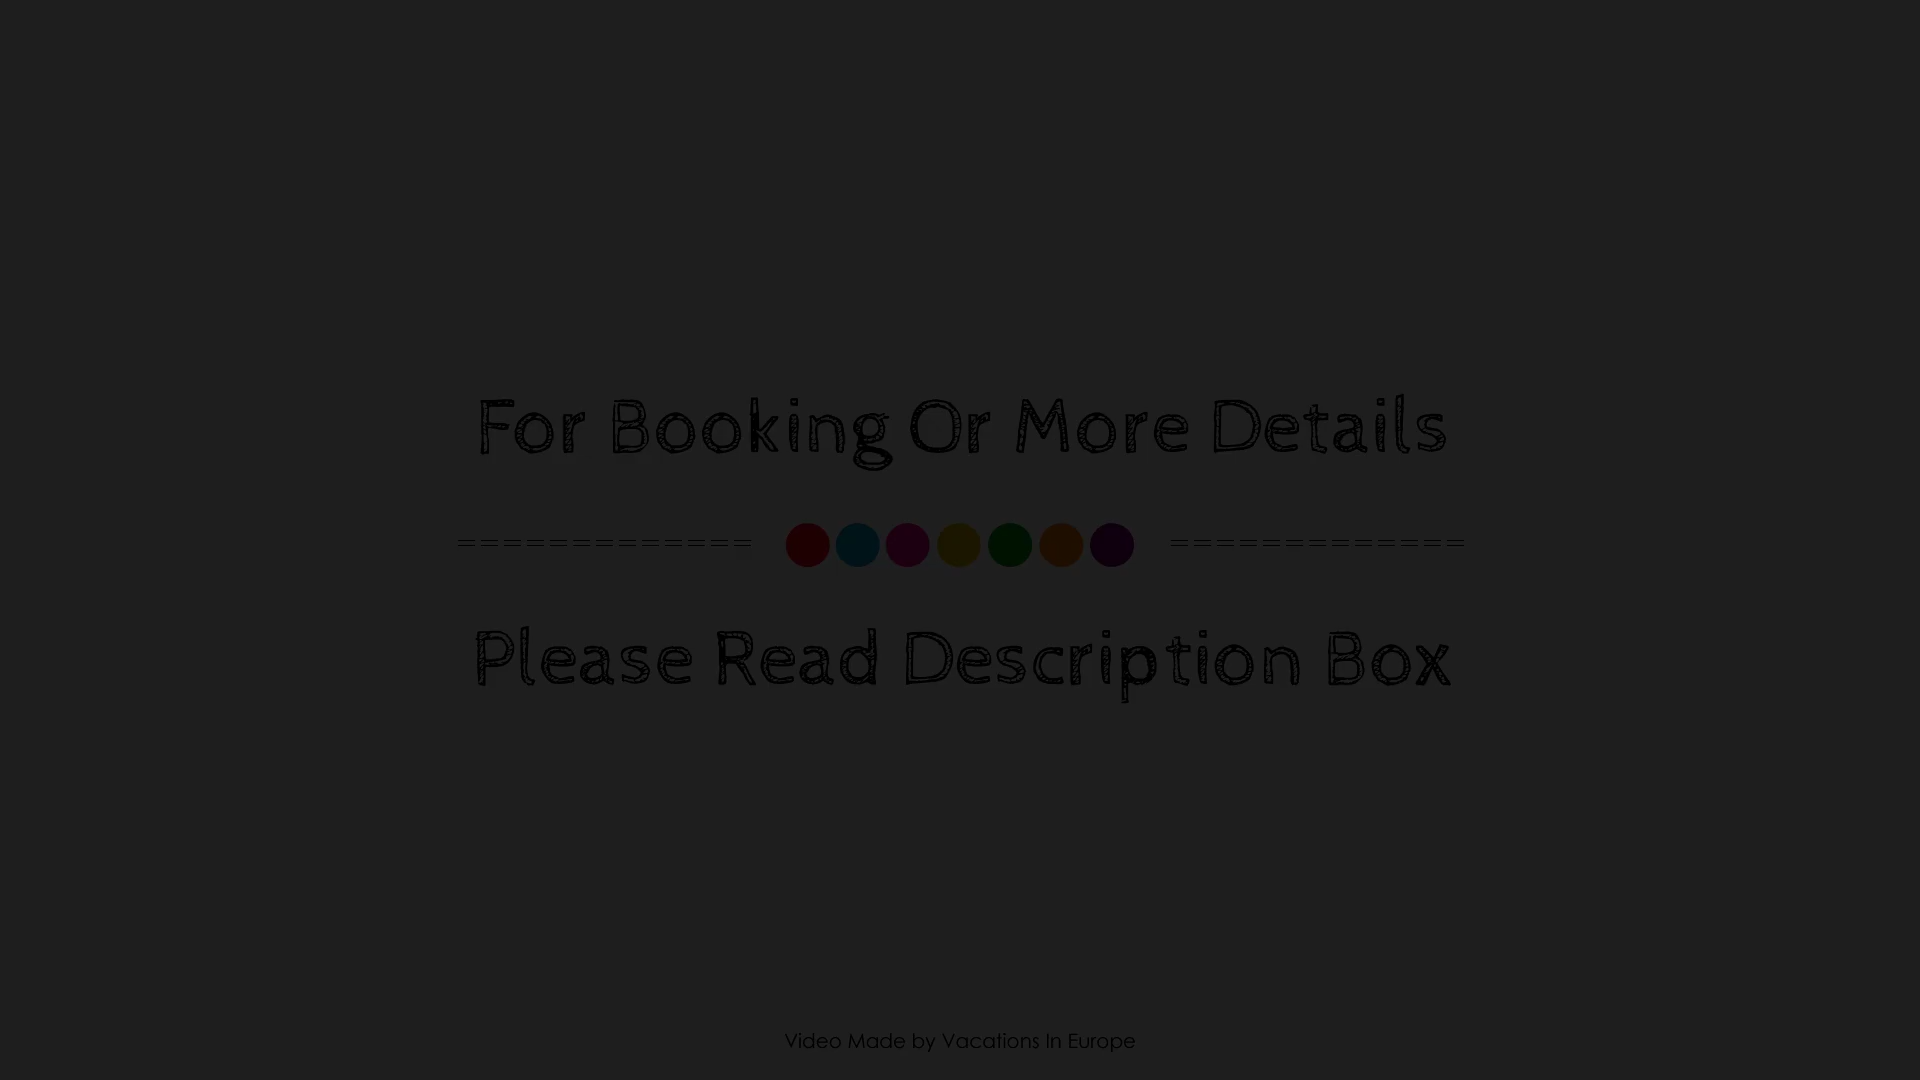 For Booking Or More Details
============= =============
Please Read Description Box
Video Made by Vacations In Europe